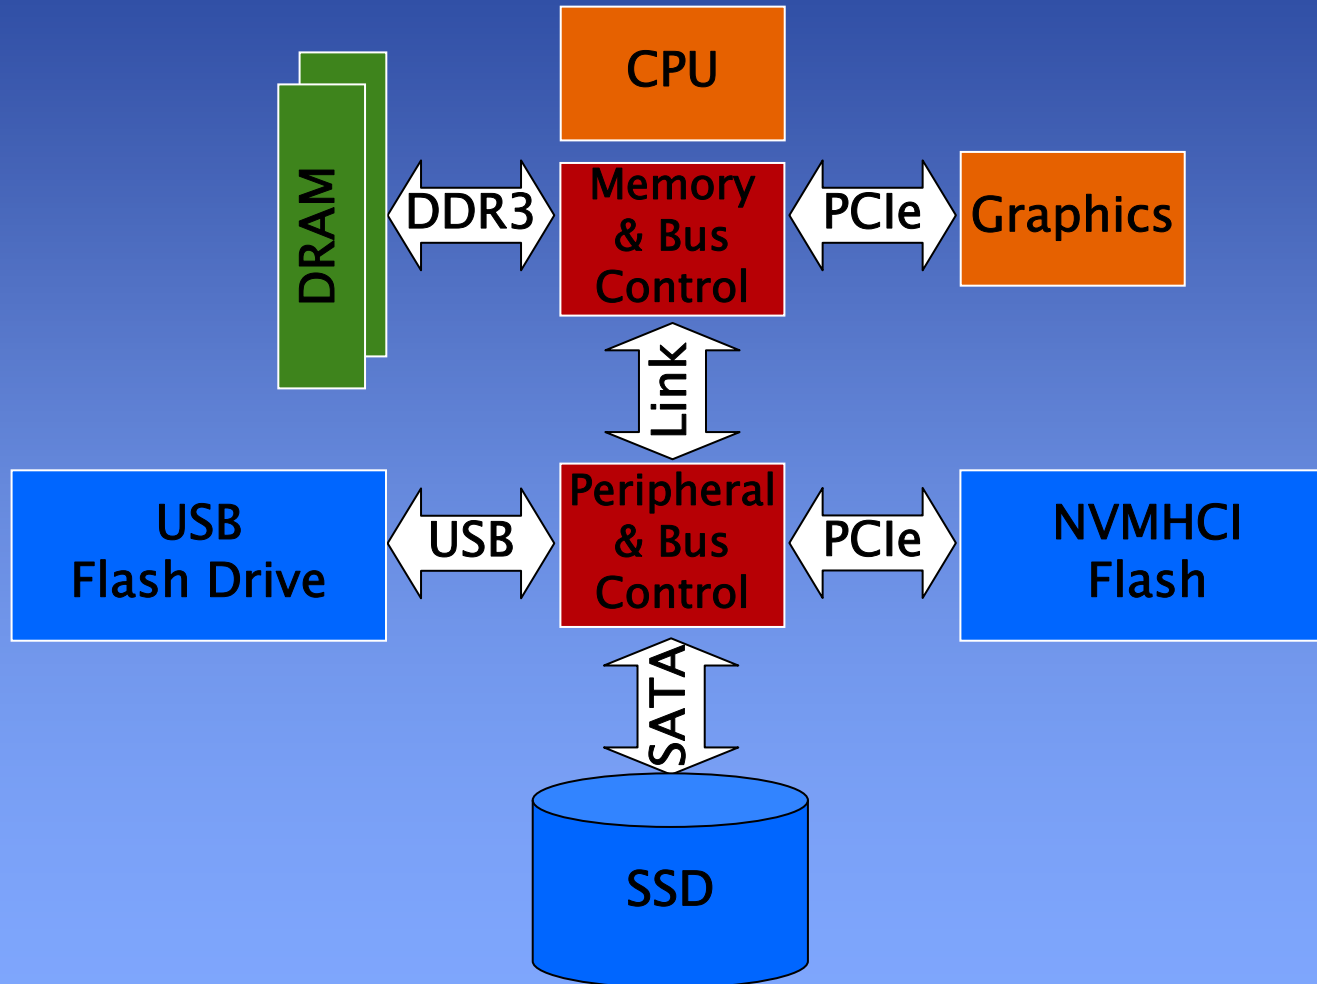 CPU
DRAM
DDR3
Memory
& Bus
Control
PCIe
Graphics
Link
USB
Flash Drive
USB
Peripheral
& Bus
Control
PCIe
NVMHCI
Flash
SATA
SSD